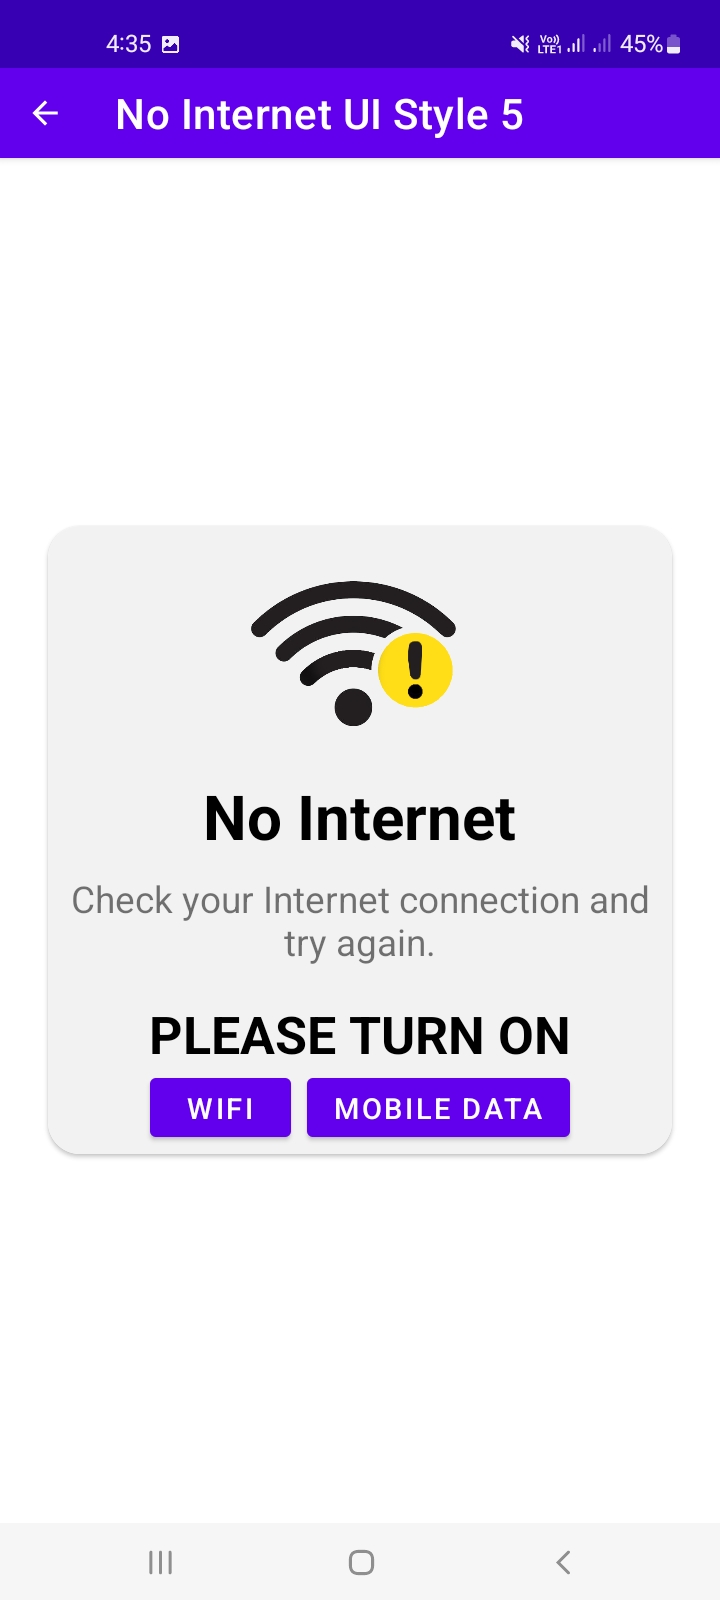 4:35 Vo)) LTE1 45%
No Internet UI Style 5
No Internet
Check your Internet connection and
try again.
PLEASE TURN ON
WIFI MOBILE DATA